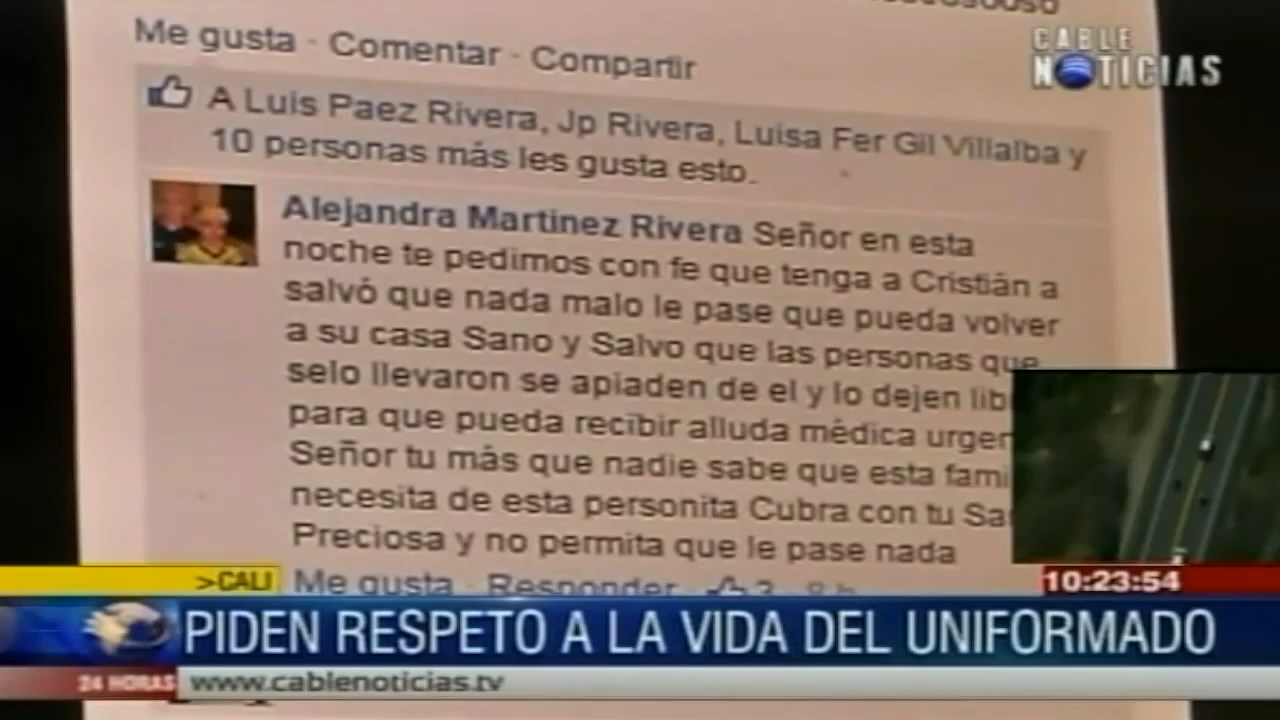 Me gusta · Comentar · Compartir
CABLE
NOTICIAS
A Luis Paez Rivera, Jp Rivera, Luisa Fer Gil Villalba y
10 personas más les gusta esto.
Alejandra Martinez Rivera Señor en esta
noche te pedimos con fe que tenga a Cristián a
salvó que nada malo le pase que pueda volver
a su casa Sano y Salvo que las personas que
selo llevaron se apiaden de el y lo dejen
para que pueda recibir alluda médica
Señor tu más que nadie sabe que esta
necesita de esta personita Cubra con tu
Preciosa y no permita que le pase nada
Me gusta · Responder
>CALI
10:23:54
PIDEN RESPETO A LA VIDA DEL UNIFORMADO
24 HORAS
www.cablenoticias.tv